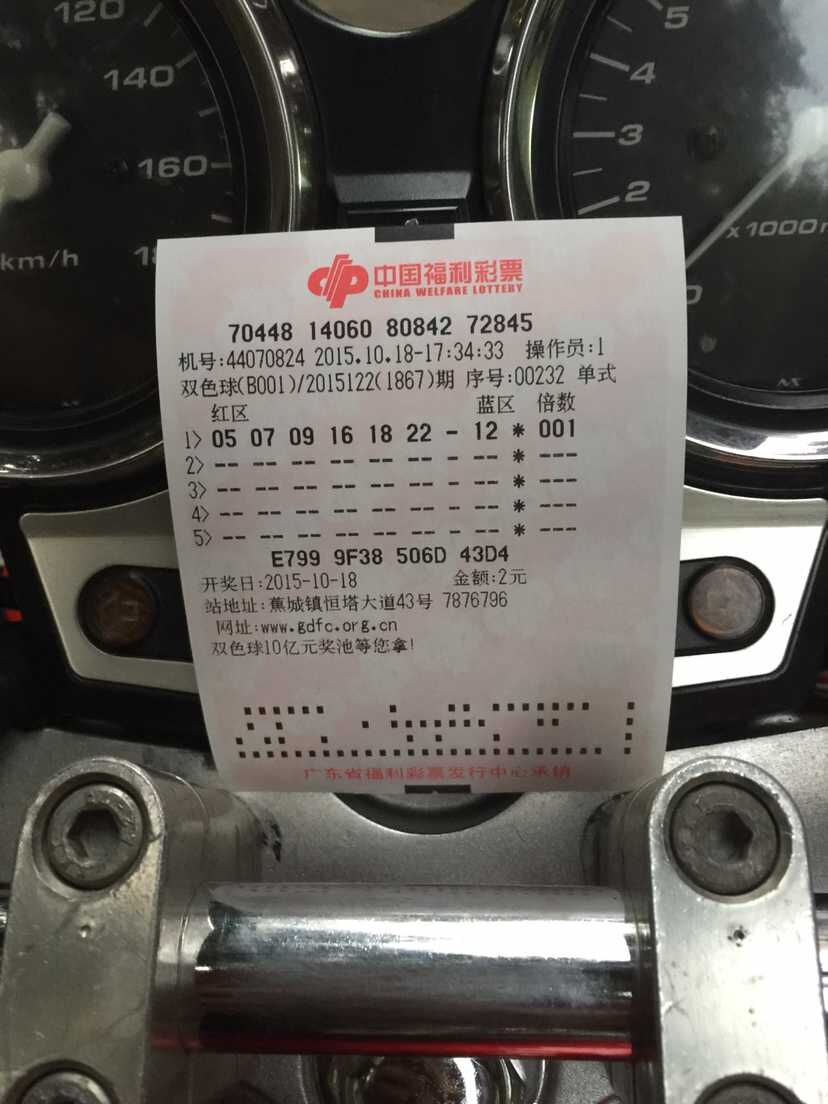 120
140
160
km/h
5
4
3
2
x1000
中国福利彩票
CHINA WELFARE LOTTERY
70448 14060 80842 72845
机号:44070824 2015.10.18-17:34:33 操作员:1
双色球(B001)/2015122(1867)期 序号:00232 单式
红区 蓝区 倍数
1> 05 07 09 16 18 22 - 12 * 001
2> -- -- -- -- -- -- - -- * ---
3> -- -- -- -- -- -- - -- * ---
4> -- -- -- -- -- -- - -- * ---
5> -- -- -- -- -- -- - -- * ---
E799 9F38 506D 43D4
开奖日:2015-10-18 金额:2元
站地址:蕉城镇恒塔大道43号 7876796
网址:www.gdfc.org.cn
双色球10亿元奖池等您拿!
广东省福利彩票发行中心承销